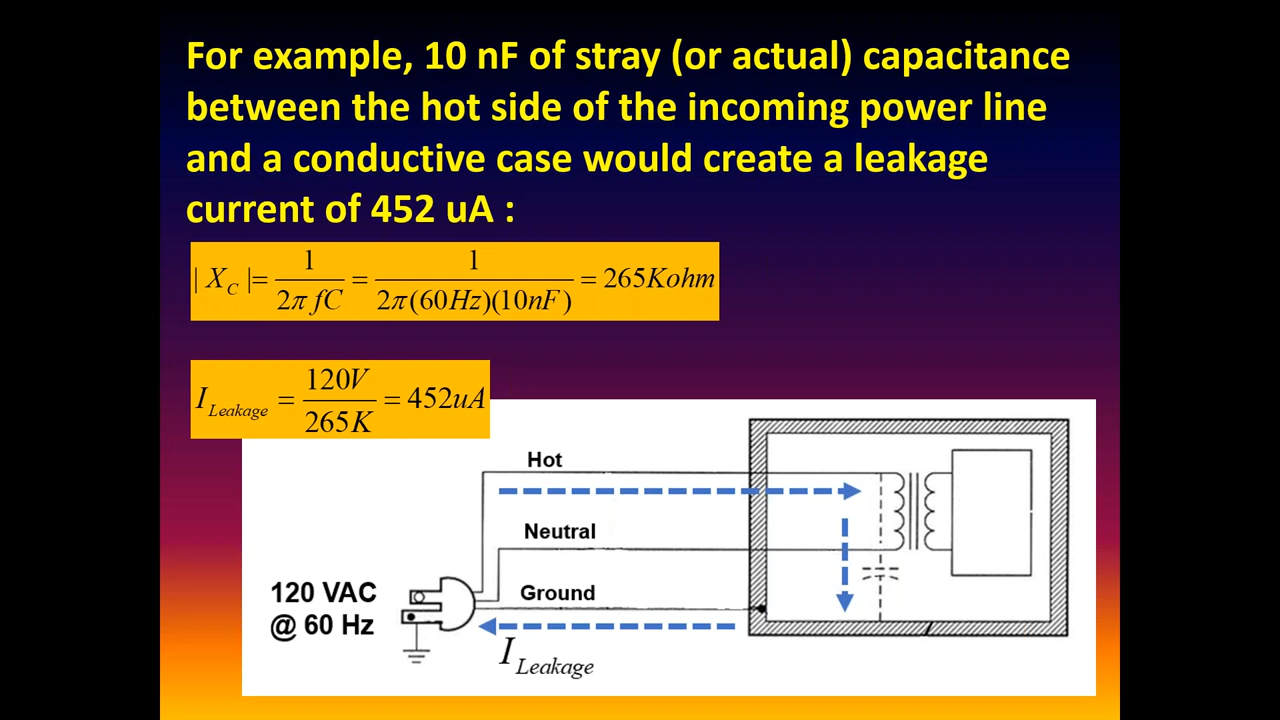 For example, 10 nF of stray (or actual) capacitance
between the hot side of the incoming power line
and a conductive case would create a leakage
current of 452 uA :
| X_C |= 1/(2π fC) = 1/(2π(60Hz)(10nF)) = 265Kohm
I_Leakage = 120V/265K = 452uA
Hot
Neutral
Ground
120 VAC
@ 60 Hz
I_Leakage